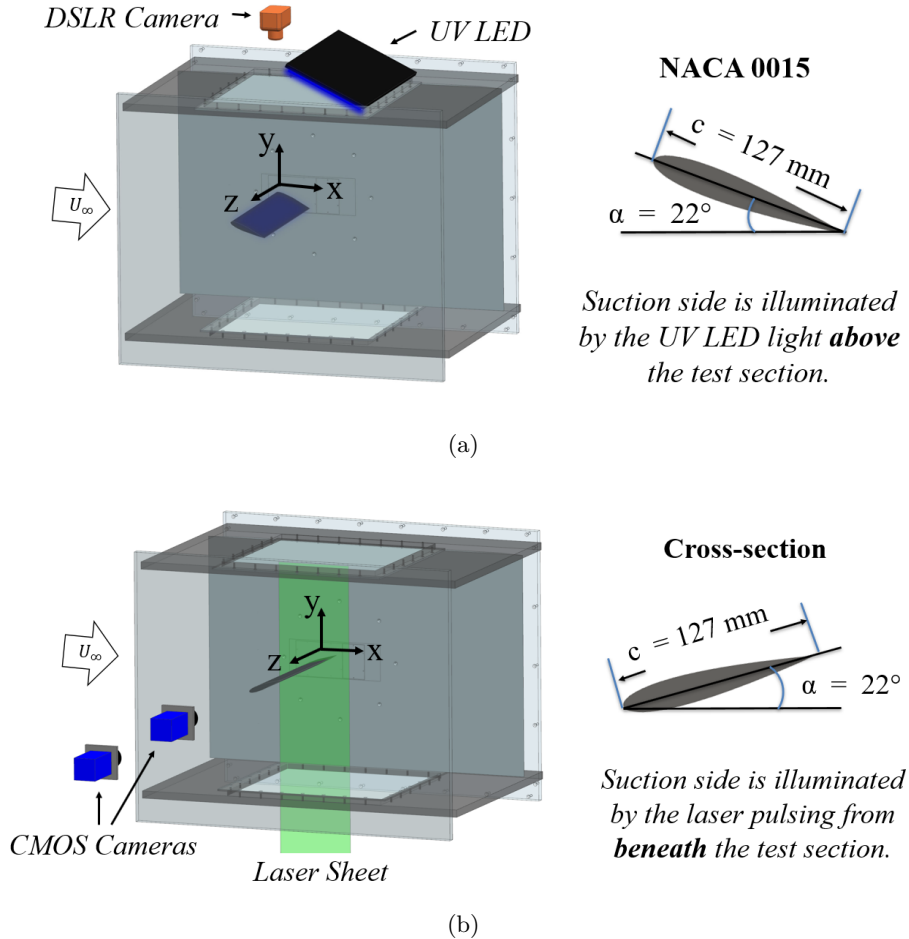 DSLR Camera
UV LED
y
x
z
U∞
NACA 0015
c = 127 mm
α = 22°
Suction side is illuminated
by the UV LED light above
the test section.
(a)
y
x
z
U∞
CMOS Cameras
Laser Sheet
Cross-section
c = 127 mm
α = 22°
Suction side is illuminated
by the laser pulsing from
beneath the test section.
(b)